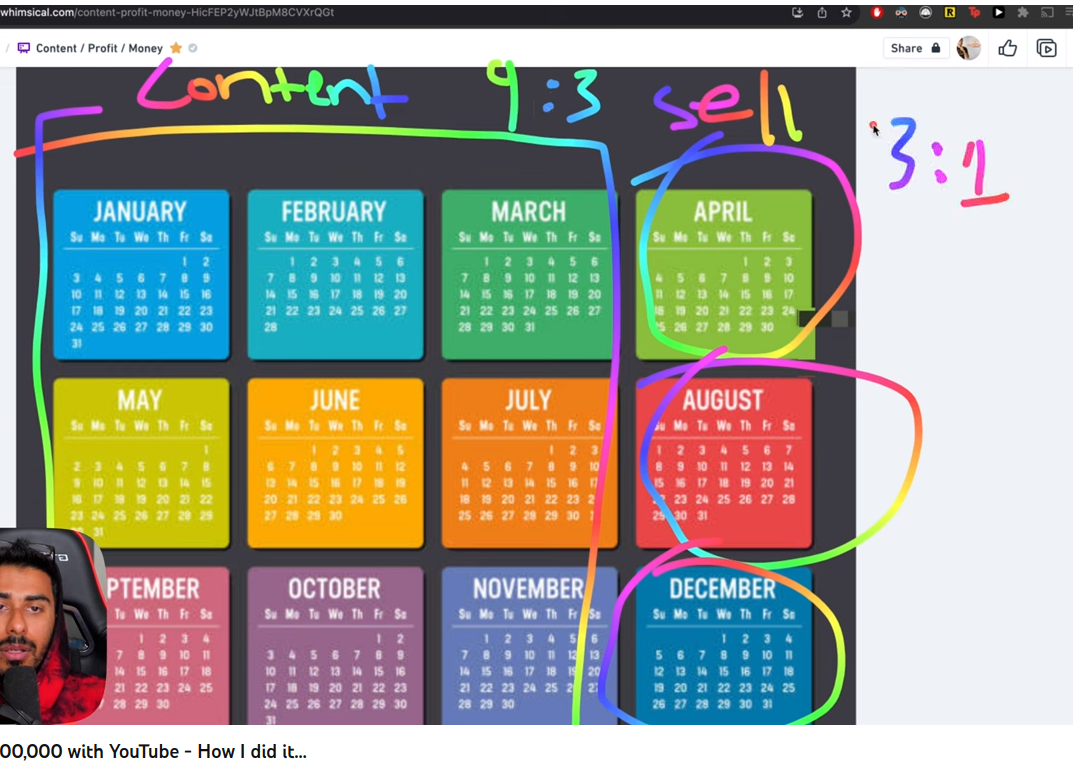 whimsical.com/content-profit-money-HicFEP2yWJtBpM8CVXrQGt
/ Content / Profit / Money
Share
Content 9:3 Sell
3:1
JANUARY
Su Mo Tu We Th Fr Sa
1 2
3 4 5 6 7 8 9
10 11 12 13 14 15 16
17 18 19 20 21 22 23
24 25 26 27 28 29 30
31
FEBRUARY
Su Mo Tu We Th Fr Sa
1 2 3 4 5 6
7 8 9 10 11 12 13
14 15 16 17 18 19 20
21 22 23 24 25 26 27
28
MARCH
Su Mo Tu We Th Fr Sa
1 2 3 4 5 6
7 8 9 10 11 12 13
14 15 16 17 18 19 20
21 22 23 24 25 26 27
28 29 30 31
APRIL
Su Mo Tu We Th Fr Sa
1 2 3
4 5 6 7 8 9 10
11 12 13 14 15 16 17
18 19 20 21 22 23 24
25 26 27 28 29 30
MAY
Su Mo Tu We Th Fr Sa
1
2 3 4 5 6 7 8
9 10 11 12 13 14 15
16 17 18 19 20 21 22
23 24 25 26 27 28 29
31
JUNE
Su Mo Tu We Th Fr Sa
1 2 3 4 5
6 7 8 9 10 11 12
13 14 15 16 17 18 19
20 21 22 23 24 25 26
27 28 29 30
JULY
Su Mo Tu We Th Fr Sa
1 2 3
4 5 6 7 8 9 10
11 12 13 14 15 16 17
18 19 20 21 22 23 2
25 26 27 28 29 30
AUGUST
Su Mo Tu We Th Fr Sa
1 2 3 4 5 6 7
8 9 10 11 12 13 14
15 16 17 18 19 20 21
23 24 25 26 27 28
29 30 31
PTEMBER
Tu We Th Fr Sa
1 2 3 4
7 8 9 10 11
14 15 16 17 18
21 22 23 24 25
28 29 30
OCTOBER
Su Mo Tu We Th Fr Sa
1 2
3 4 5 6 7 8 9
10 11 12 13 14 15 16
17 18 19 20 21 22 23
24 25 26 27 28 29 30
31
NOVEMBER
Su Mo Tu We Th Fr Sa
1 2 3 4 5 6
7 8 9 10 11 12 13
14 15 16 17 18 19 20
21 22 23 24 25 26 27
28 29 30
DECEMBER
Su Mo Tu We Th Fr Sa
1 2 3 4
5 6 7 8 9 10 11
12 13 14 15 16 17 18
19 20 21 22 23 24 25
26 27 28 29 30 31
00,000 with YouTube - How I did it...